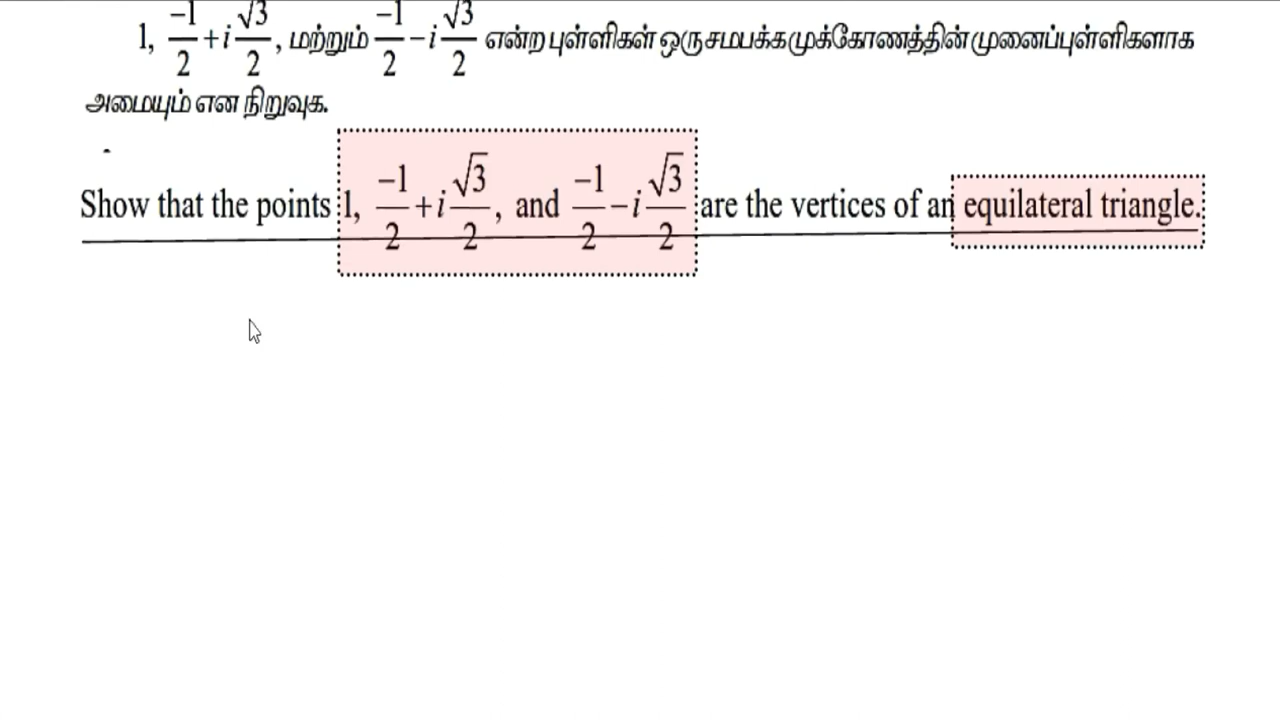 1, −1/2 + i √3/2, மற்றும் −1/2 − i √3/2 என்ற புள்ளிகள் ஒரு சமபக்க முக்கோணத்தின் முனைப்புள்ளிகளாக
அமையும் என நிறுவுக.
Show that the points 1, −1/2 + i √3/2, and −1/2 − i √3/2 are the vertices of an equilateral triangle.